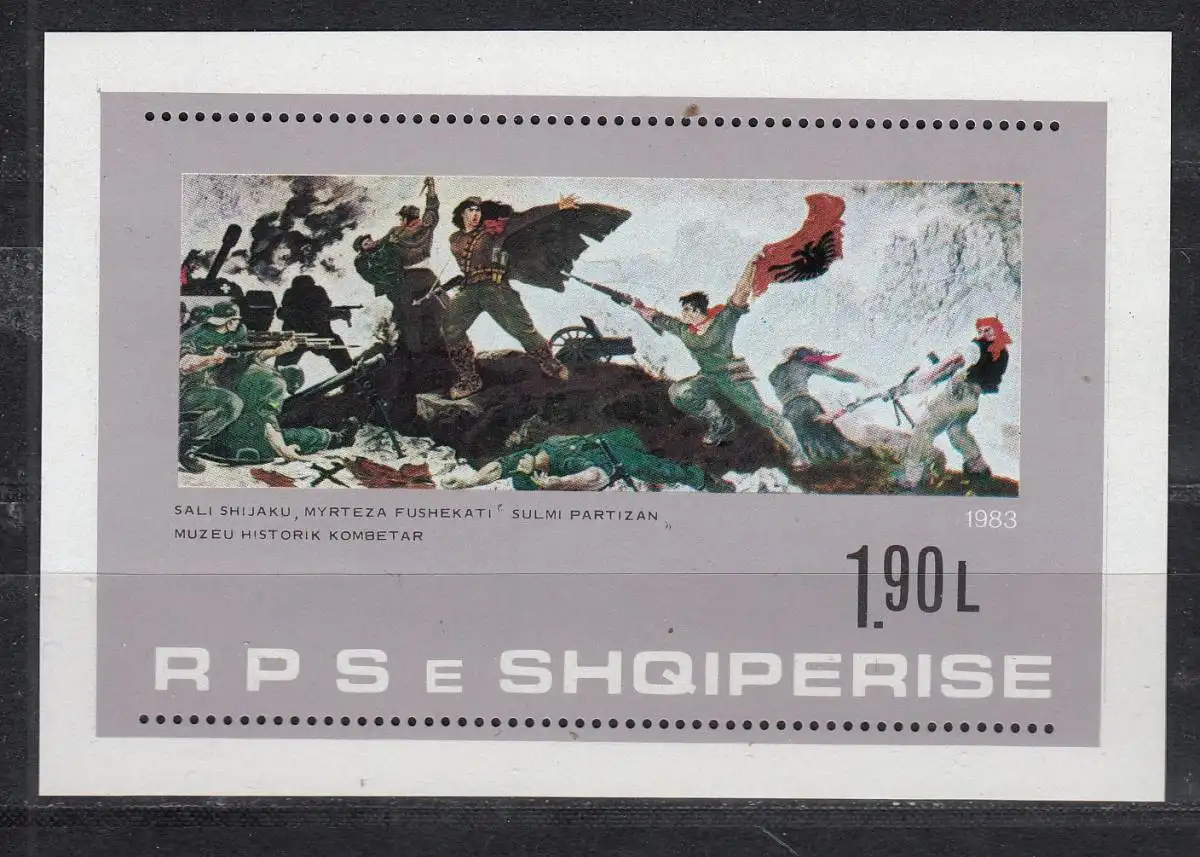 SALI SHIJAKU, MYRTEZA FUSHEKATI “ SULMI PARTIZAN „
MUZEU HISTORIK KOMBETAR
1983
1.90 L
R P S E SHQIPERISE